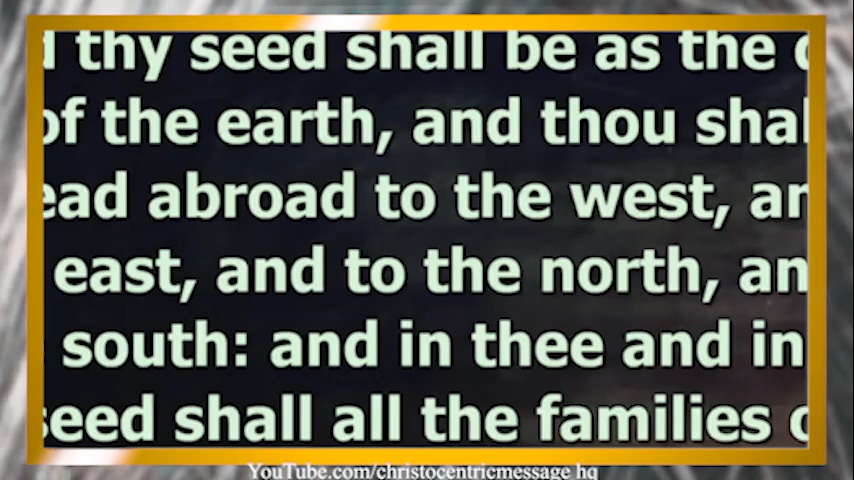 thy seed shall be as the
of the earth, and thou shal
ead abroad to the west, an
east, and to the north, an
south: and in thee and in
seed shall all the families o
YouTube.com/christocentricmessage hq